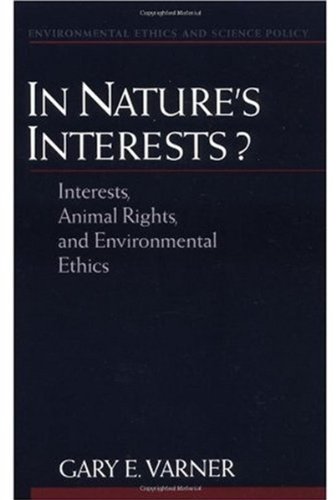 ENVIRONMENTAL ETHICS AND SCIENCE POLICY
IN NATURE'S
INTERESTS?
Interests,
Animal Rights,
and Environmental
Ethics
GARY E. VARNER